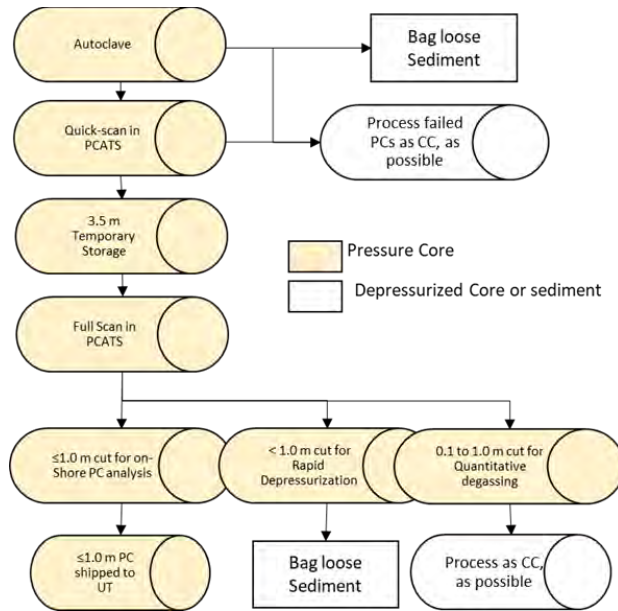 Autoclave
Bag loose
Sediment
Quick-scan in
PCATS
Process failed
PCs as CC, as
possible
3.5 m
Temporary
Storage
Pressure Core
Depressurized Core or sediment
Full Scan in
PCATS
≤1.0 m cut for on-
Shore PC analysis
< 1.0 m cut for
Rapid
Depressurization
0.1 to 1.0 m cut for
Quantitative
degassing
≤1.0 m PC
shipped to
UT
Bag loose
Sediment
Process as CC,
as possible